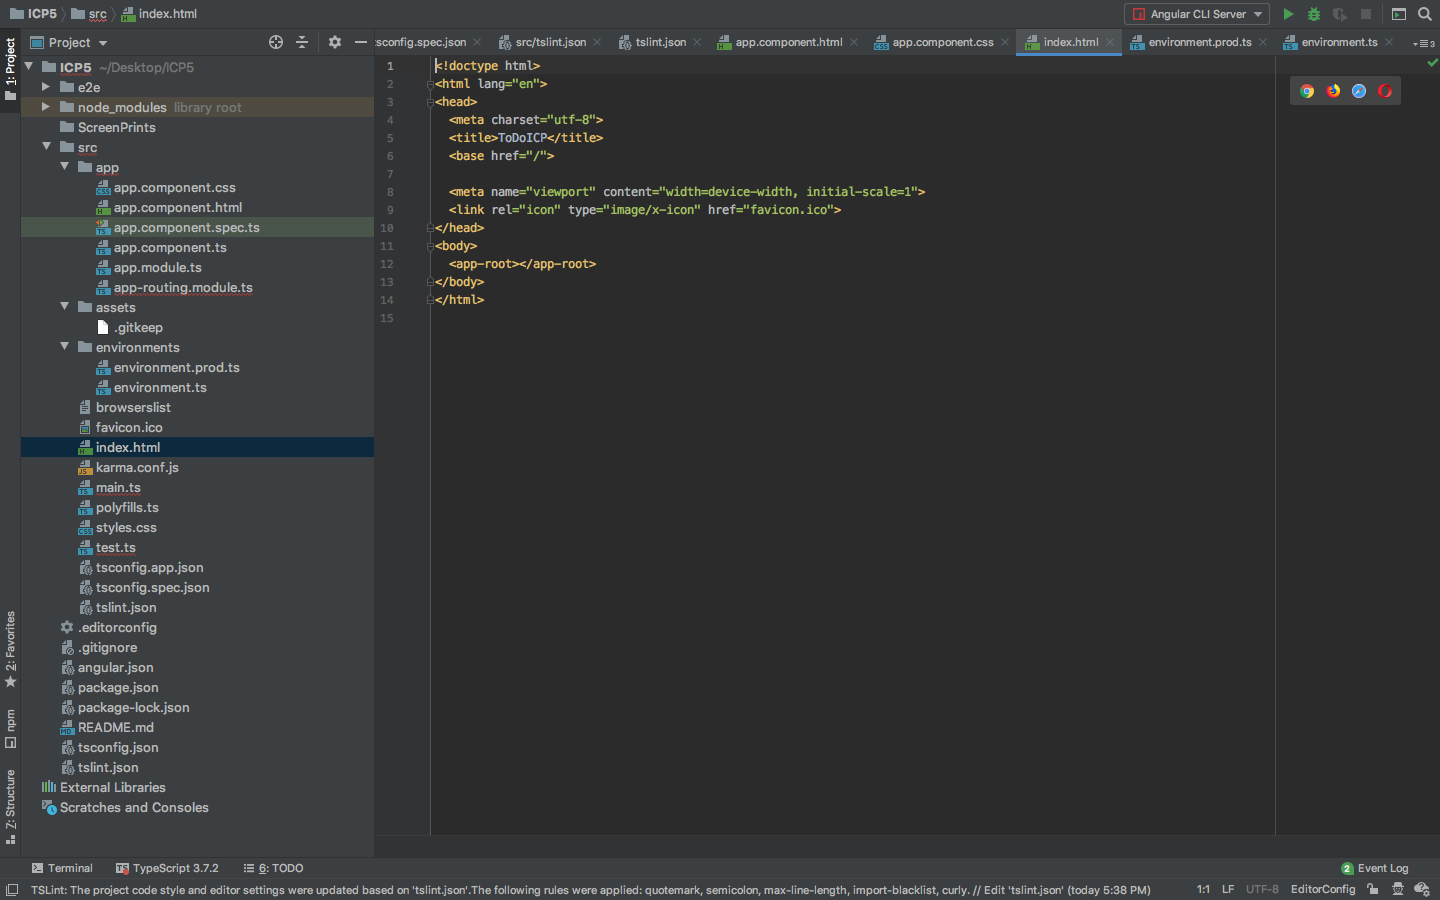 ICP5 src index.html
Angular CLI Server
1: Project
Project
tsconfig.spec.json src/tslint.json tslint.json app.component.html app.component.css index.html environment.prod.ts environment.ts 3
ICP5 ~/Desktop/ICP5
e2e
node_modules library root
ScreenPrints
src
app
app.component.css
app.component.html
app.component.spec.ts
app.component.ts
app.module.ts
app-routing.module.ts
assets
.gitkeep
environments
environment.prod.ts
environment.ts
browserslist
favicon.ico
index.html
karma.conf.js
main.ts
polyfills.ts
styles.css
test.ts
tsconfig.app.json
tsconfig.spec.json
tslint.json
.editorconfig
.gitignore
angular.json
package.json
package-lock.json
README.md
tsconfig.json
tslint.json
External Libraries
Scratches and Consoles
2: Favorites
npm
7: Structure
1 <!doctype html>
2 <html lang="en">
3 <head>
4 <meta charset="utf-8">
5 <title>ToDoICP</title>
6 <base href="/">
7
8 <meta name="viewport" content="width=device-width, initial-scale=1">
9 <link rel="icon" type="image/x-icon" href="favicon.ico">
10 </head>
11 <body>
12 <app-root></app-root>
13 </body>
14 </html>
15
Terminal TypeScript 3.7.2 6: TODO 2 Event Log
TSLint: The project code style and editor settings were updated based on 'tslint.json'.The following rules were applied: quotemark, semicolon, max-line-length, import-blacklist, curly. // Edit 'tslint.json' (today 5:38 PM) 1:1 LF UTF-8 EditorConfig